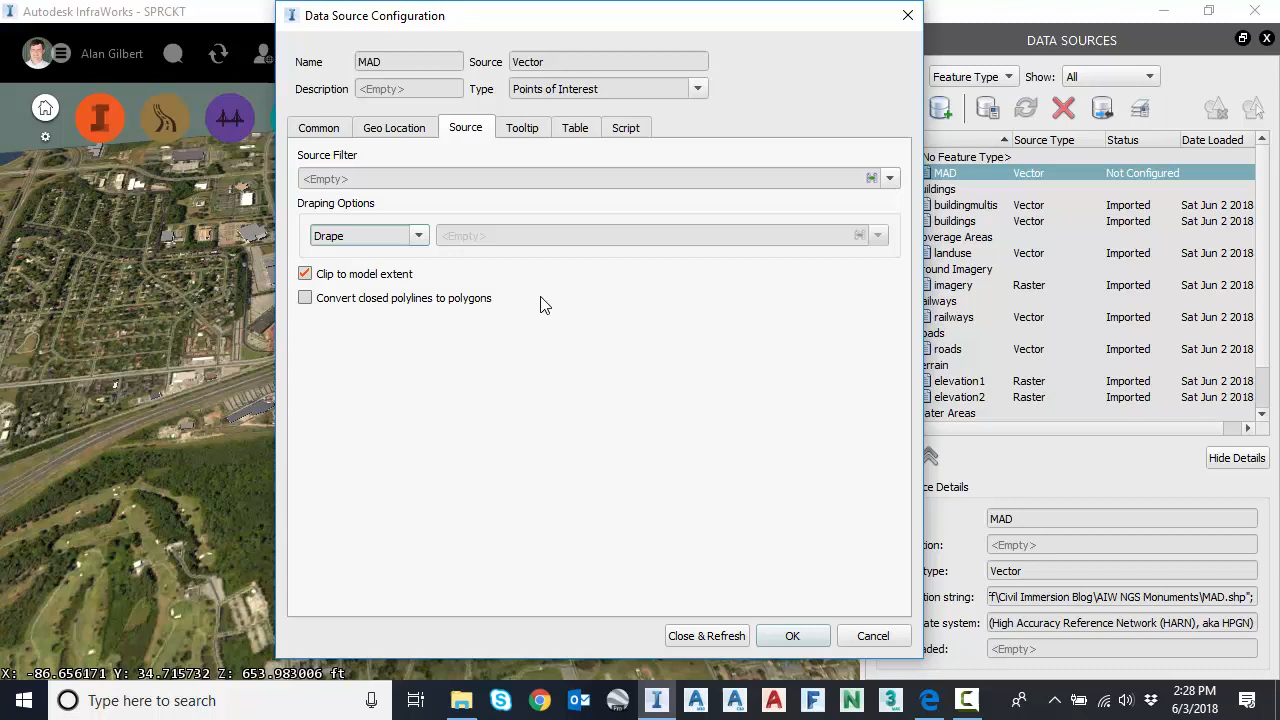 Autodesk InfraWorks - SPRCKT
Alan Gilbert
Data Source Configuration
Name MAD Source Vector
Description <Empty> Type Points of Interest
Common Geo Location Source Tooltip Table Script
Source Filter
<Empty>
Draping Options
Drape <Empty>
Clip to model extent
Convert closed polylines to polygons
Close & Refresh OK Cancel
DATA SOURCES
Feature Type Show: All
Source Type Status Date Loaded
No Feature Type>
MAD Vector Not Configured
uildings
buildingmultis Vector Imported Sat Jun 2 2018
buildings Vector Imported Sat Jun 2 2018
overage Areas
landuse Vector Imported Sat Jun 2 2018
round Imagery
imagery Raster Imported Sat Jun 2 2018
ailways
railways Vector Imported Sat Jun 2 2018
oads
roads Vector Imported Sat Jun 2 2018
errain
elevation1 Raster Imported Sat Jun 2 2018
elevation2 Raster Imported Sat Jun 2 2018
ater Areas
Hide Details
ce Details
MAD
ion: <Empty>
type: Vector
tion string: f\Civil Immersion Blog\AIW NGS Monuments\MAD.shp";
ate system: (High Accuracy Reference Network (HARN), aka HPGN)
aded: <Empty>
X: -86.656171 Y: 34.715732 Z: 653.983006 ft
Type here to search
2:28 PM
6/3/2018